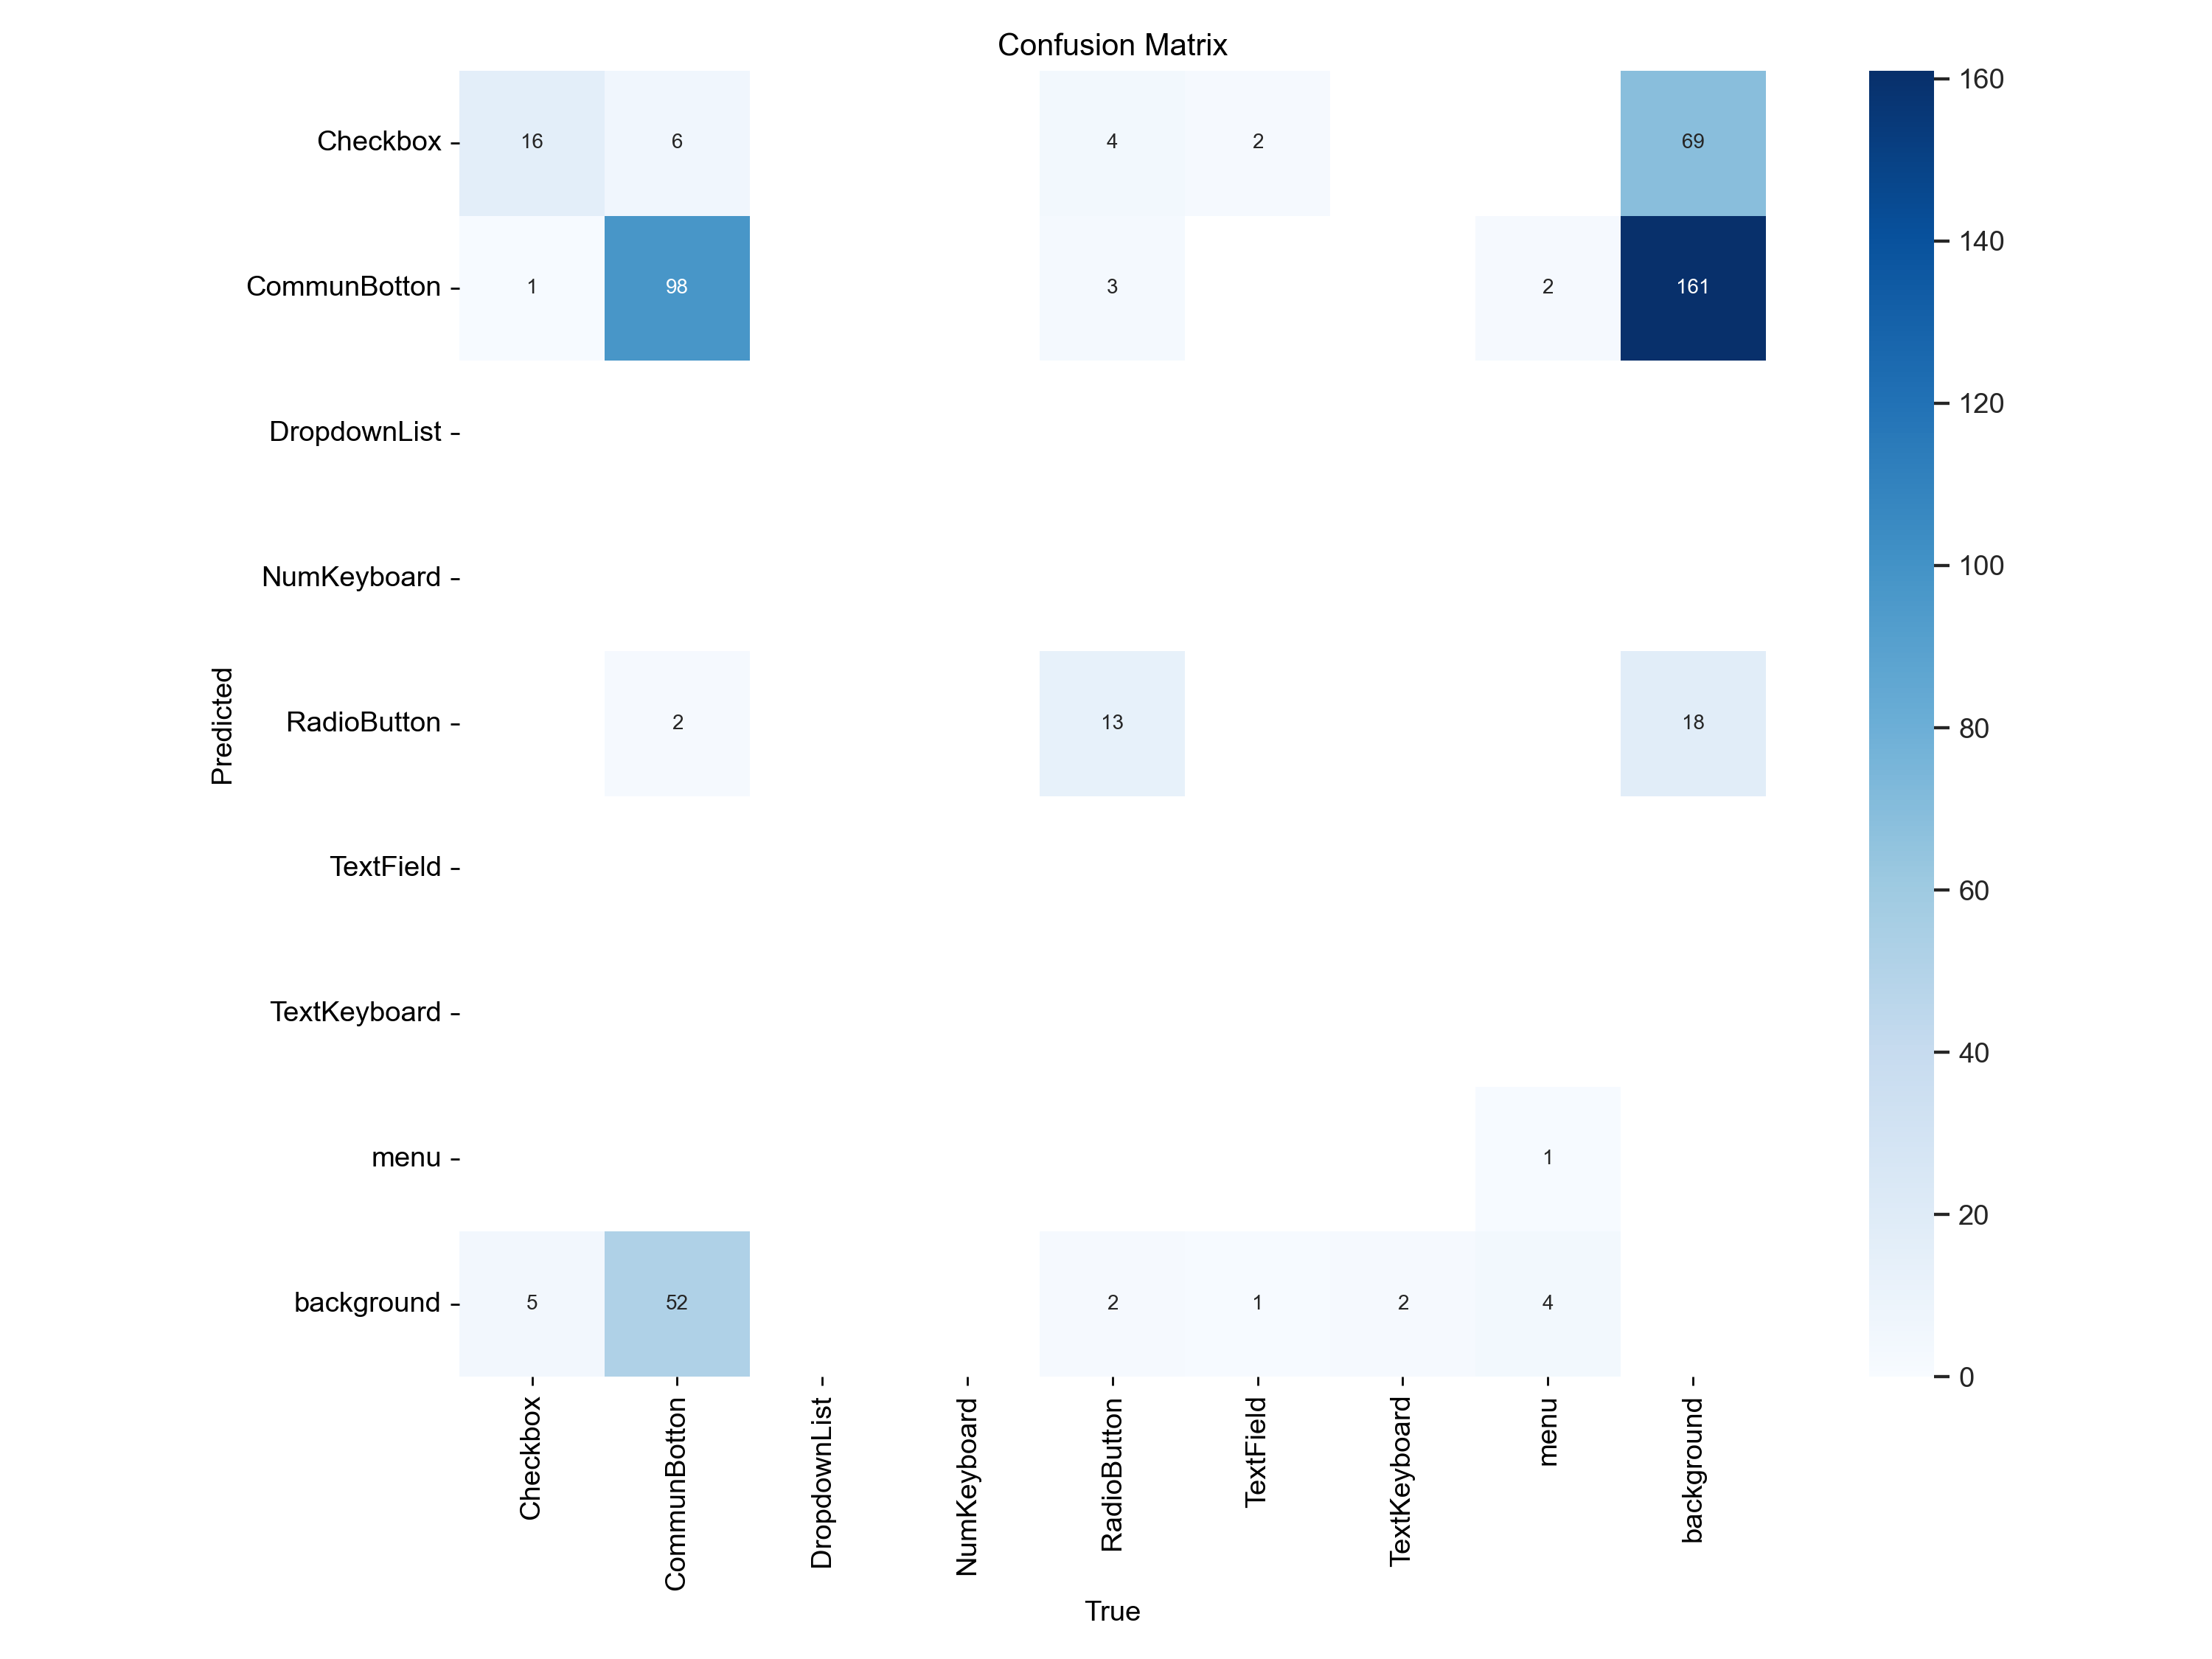 Confusion Matrix
Checkbox 16 6 4 2 69
CommunBotton 1 98 3 2 161
DropdownList
NumKeyboard
RadioButton 2 13 18
TextField
TextKeyboard
menu 1
background 5 52 2 1 2 4
Predicted
Checkbox
CommunBotton
DropdownList
NumKeyboard
RadioButton
TextField
TextKeyboard
menu
background
True
160
140
120
100
80
60
40
20
0